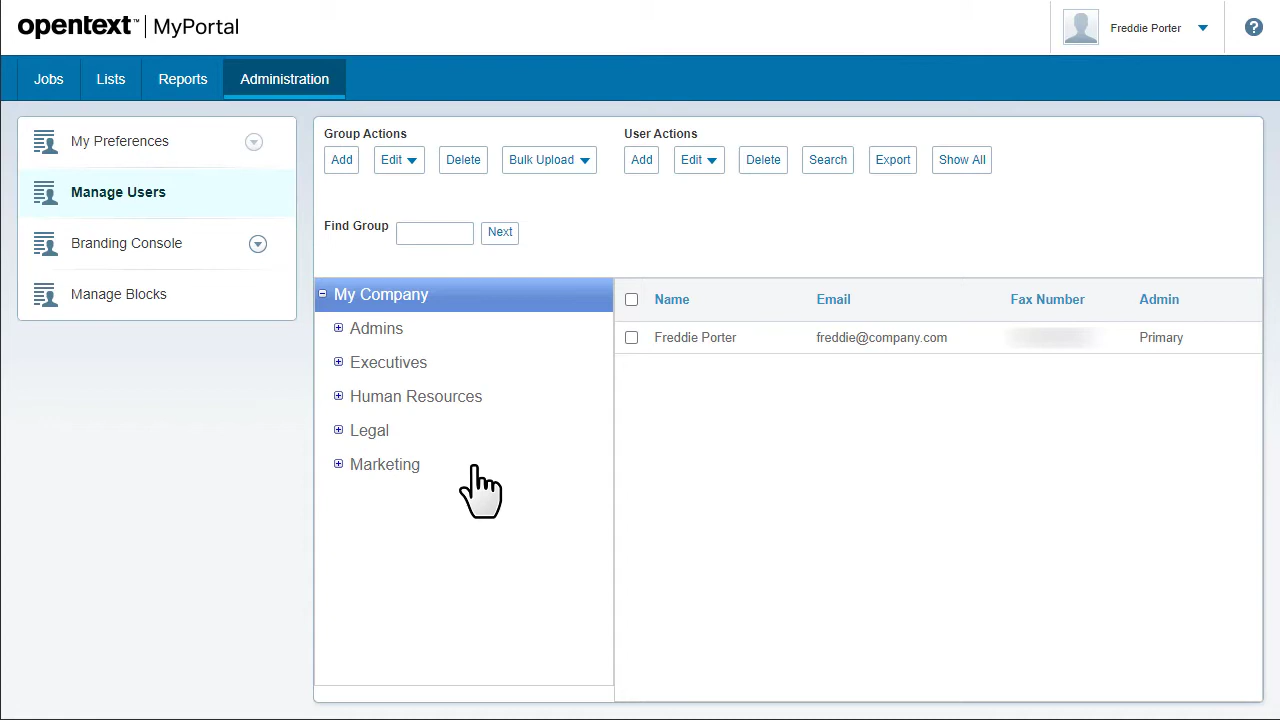 opentext™ | MyPortal
Freddie Porter
?
Jobs Lists Reports Administration
My Preferences
Manage Users
Branding Console
Manage Blocks
Group Actions User Actions
Add Edit Delete Bulk Upload Add Edit Delete Search Export Show All
Find Group Next
My Company
Admins
Executives
Human Resources
Legal
Marketing
Name Email Fax Number Admin
Freddie Porter freddie@company.com Primary